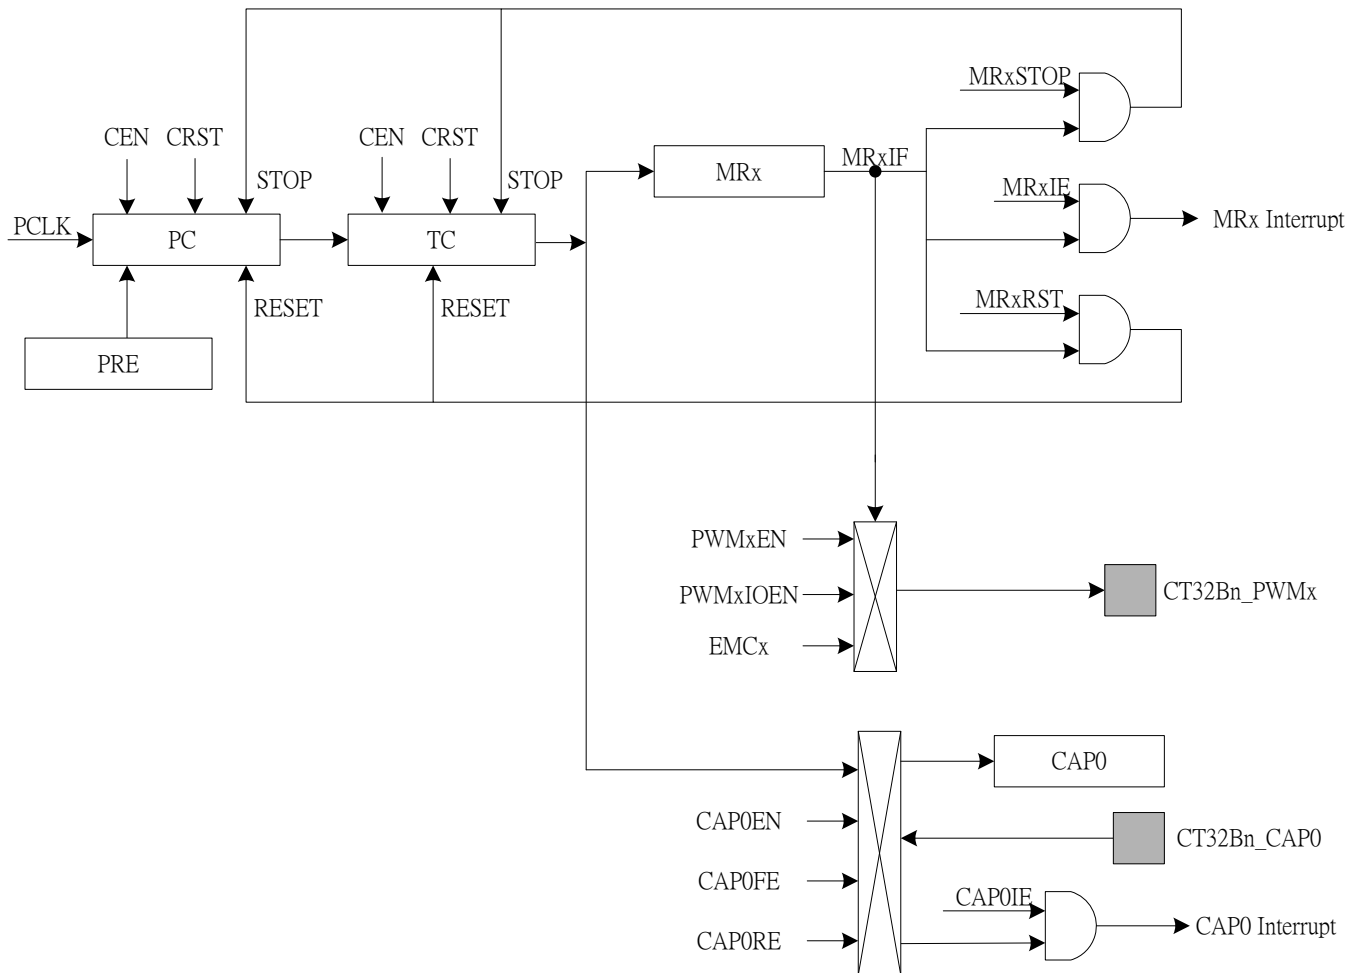 MRxSTOP
CEN
CRST
CEN
CRST
MRxIF
MRx
STOP
STOP
MRxIE
PCLK
PC
TC
MRx Interrupt
RESET
RESET
MRxRST
PRE
PWMxEN
PWMxIOEN
CT32Bn_PWMx
EMCx
CAP0
CAP0EN
CT32Bn_CAP0
CAP0FE
CAP0IE
CAP0RE
CAP0 Interrupt